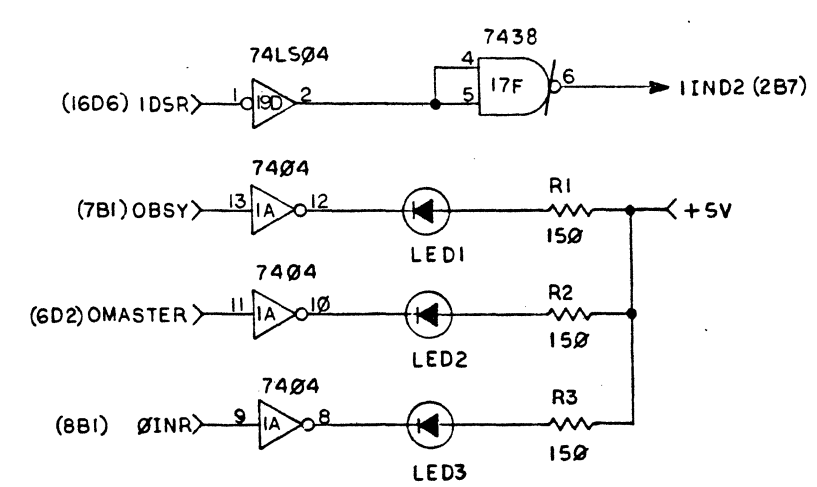 7438
74LSØ4
4
6
(16D6) IDSR
1
19D
2
5
17F
IIND2 (2B7)
74Ø4
R1
(7B1) OBSY
13
1A
12
+5V
LED1
15Ø
74Ø4
R2
(6D2) OMASTER
11
1A
1Ø
LED2
15Ø
74Ø4
R3
(8B1) ØINR
9
1A
8
LED3
15Ø